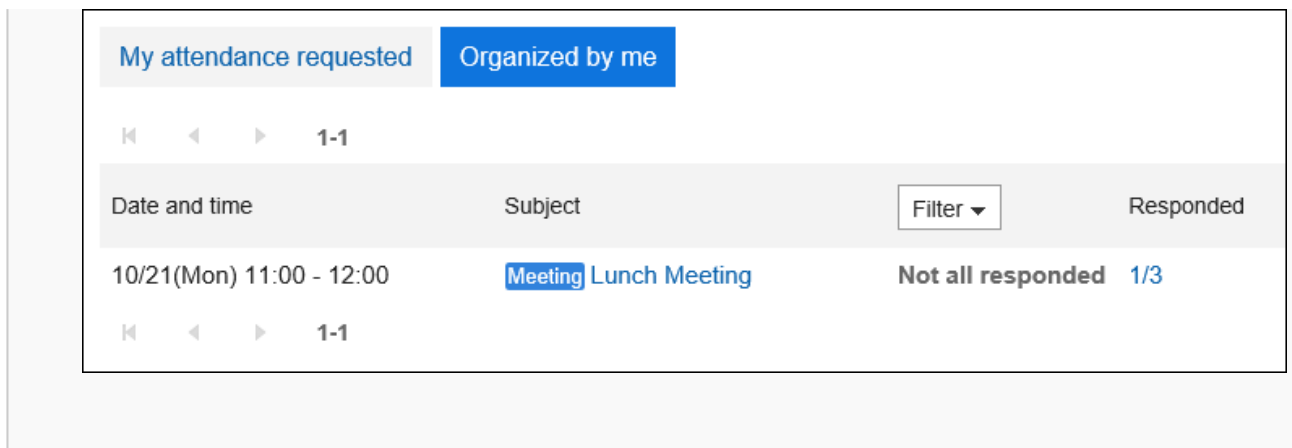 My attendance requested Organized by me
1-1
Date and time Subject Filter Responded
10/21(Mon) 11:00 - 12:00 Meeting Lunch Meeting Not all responded 1/3
1-1